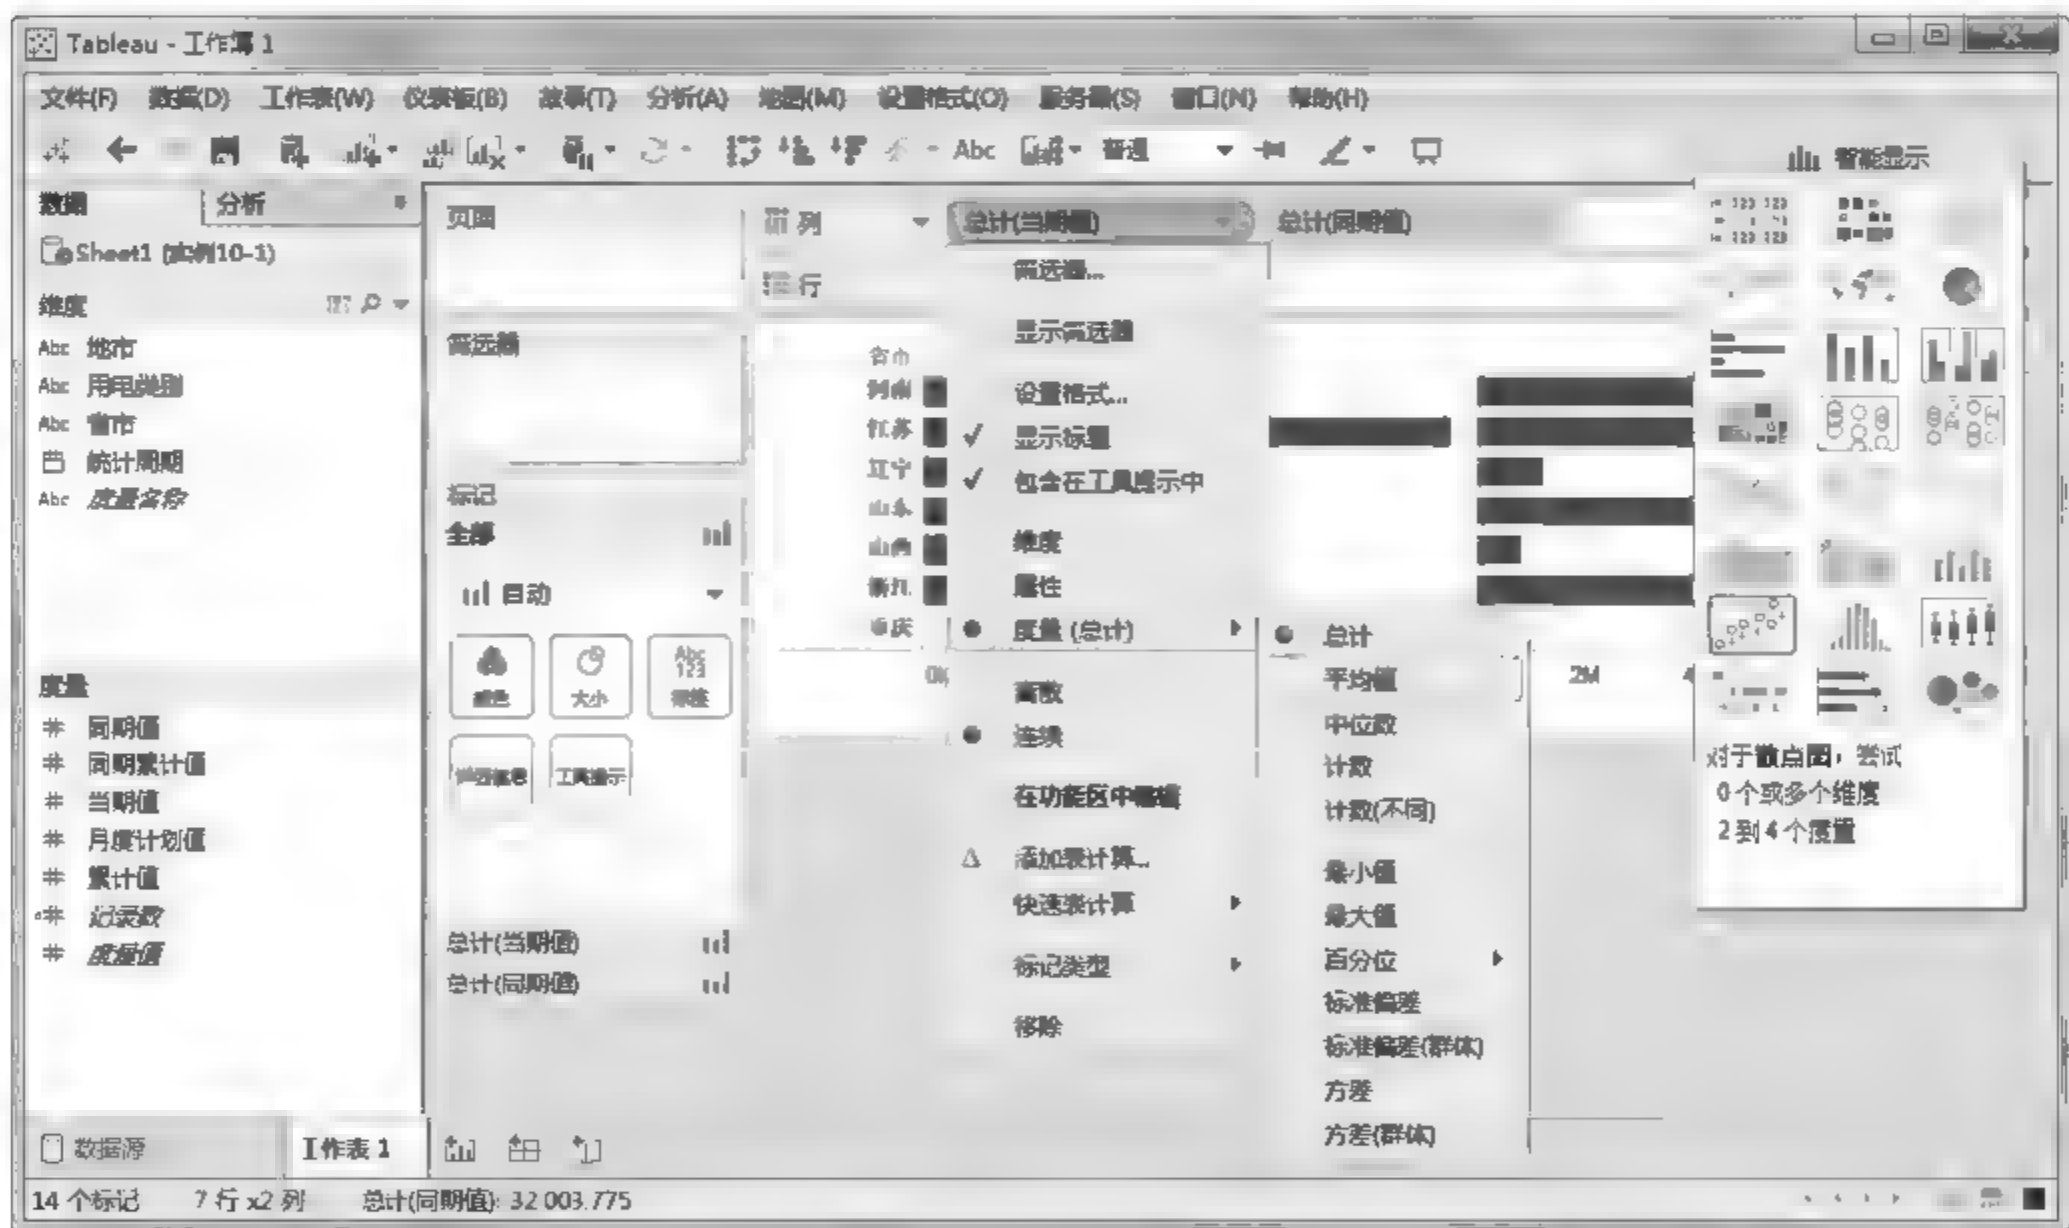 Tableau - 工作簿 1
文件(F) 数据(D) 工作表(W) 仪表板(B) 故事(T) 分析(A) 地图(M) 设置格式(O) 服务器(S) 窗口(N) 帮助(H)
Abc 普通 智能显示
数据 分析
Sheet1 (实例10-1)
维度
Abc 地市
Abc 用电类别
Abc 省市
统计周期
Abc 度量名称
度量
# 同期值
# 同期累计值
# 当期值
# 月度计划值
# 累计值
# 记录数
# 度量值
页面
筛选器
标记
全部
自动
颜色 大小 Abc 123 标签
详细信息 工具提示
总计(当期值)
总计(同期值)
列 总计(当期值) 总计(同期值)
行
省市
河南
江苏
辽宁
山东
山西
浙江
重庆
2M
筛选器...
显示筛选器
设置格式...
✓ 显示标题
✓ 包含在工具提示中
维度
属性
度量 (总计)
离散
连续
在功能区中编辑
添加表计算...
快速表计算
标记类型
移除
总计
平均值
中位数
计数
计数(不同)
最小值
最大值
百分位
标准偏差
标准偏差(群体)
方差
方差(群体)
对于散点图，尝试
0 个或多个维度
2 到 4 个度量
数据源 工作表 1
14 个标记 7 行 x2 列 总计(同期值): 32 003.775